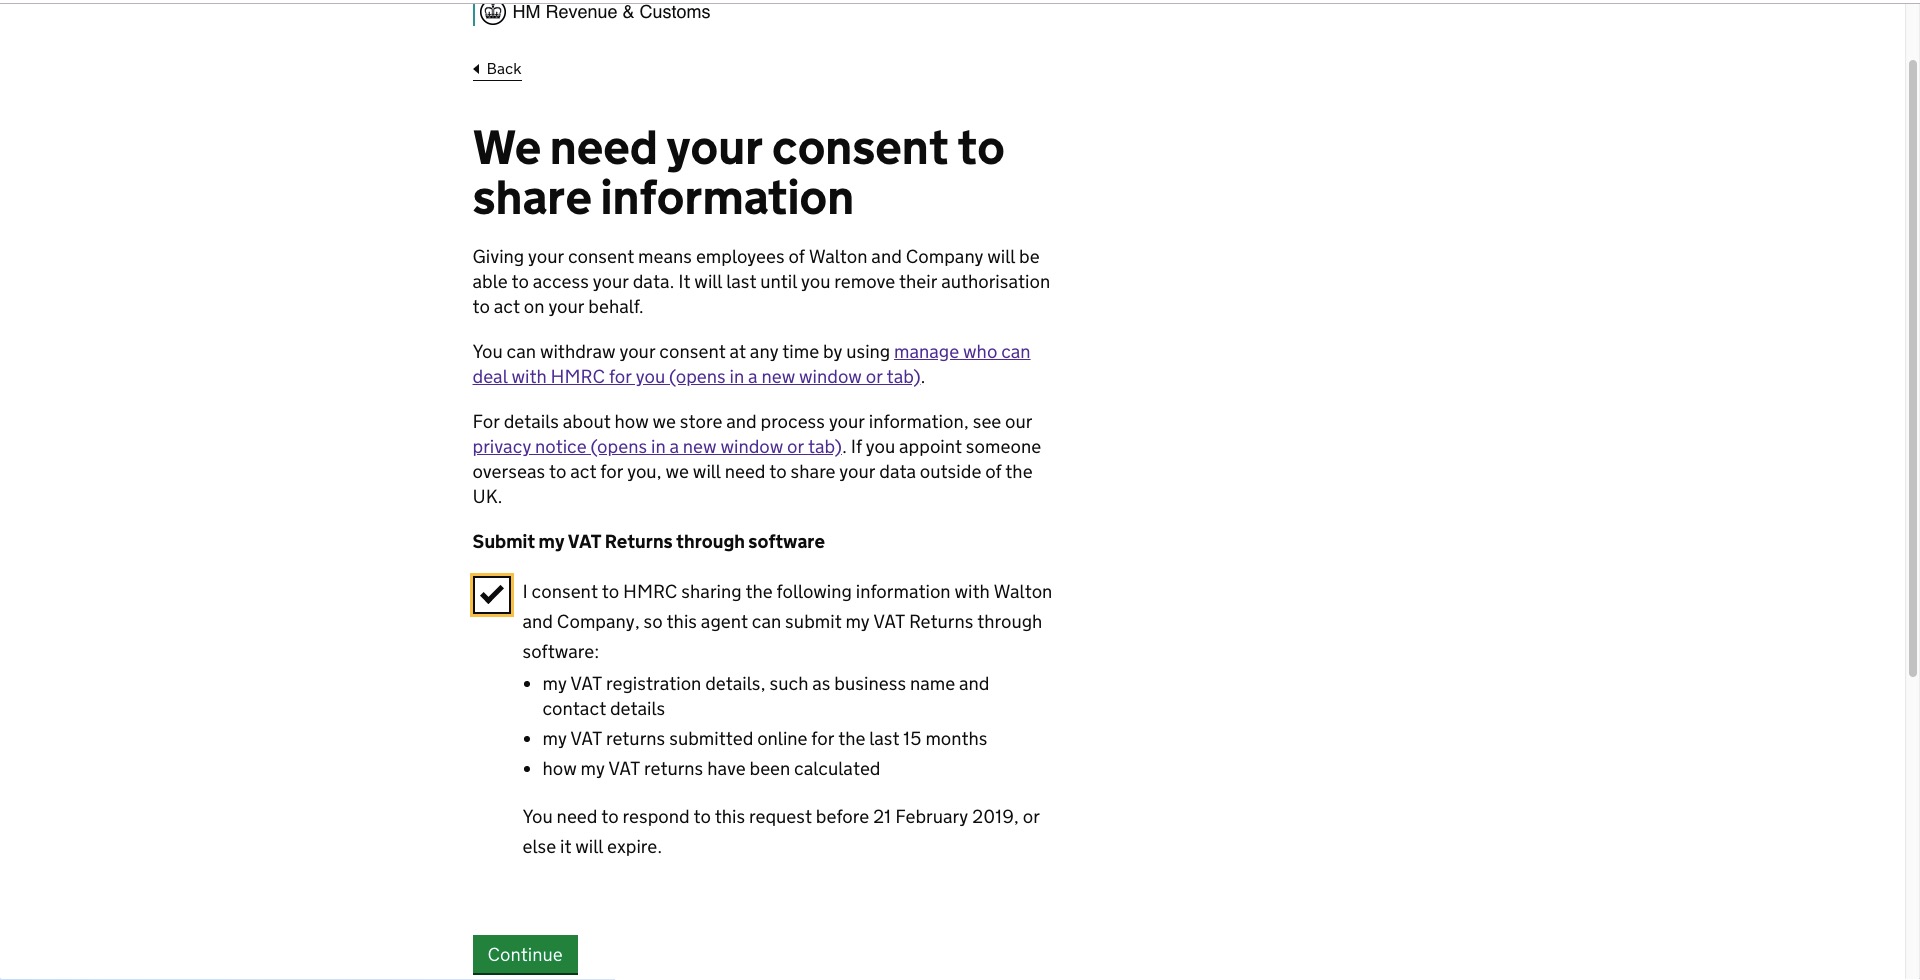 HM Revenue & Customs
Back
We need your consent to
share information
Giving your consent means employees of Walton and Company will be
able to access your data. It will last until you remove their authorisation
to act on your behalf.
You can withdraw your consent at any time by using manage who can
deal with HMRC for you (opens in a new window or tab).
For details about how we store and process your information, see our
privacy notice (opens in a new window or tab). If you appoint someone
overseas to act for you, we will need to share your data outside of the
UK.
Submit my VAT Returns through software
I consent to HMRC sharing the following information with Walton
and Company, so this agent can submit my VAT Returns through
software:
• my VAT registration details, such as business name and
contact details
• my VAT returns submitted online for the last 15 months
• how my VAT returns have been calculated
You need to respond to this request before 21 February 2019, or
else it will expire.
Continue